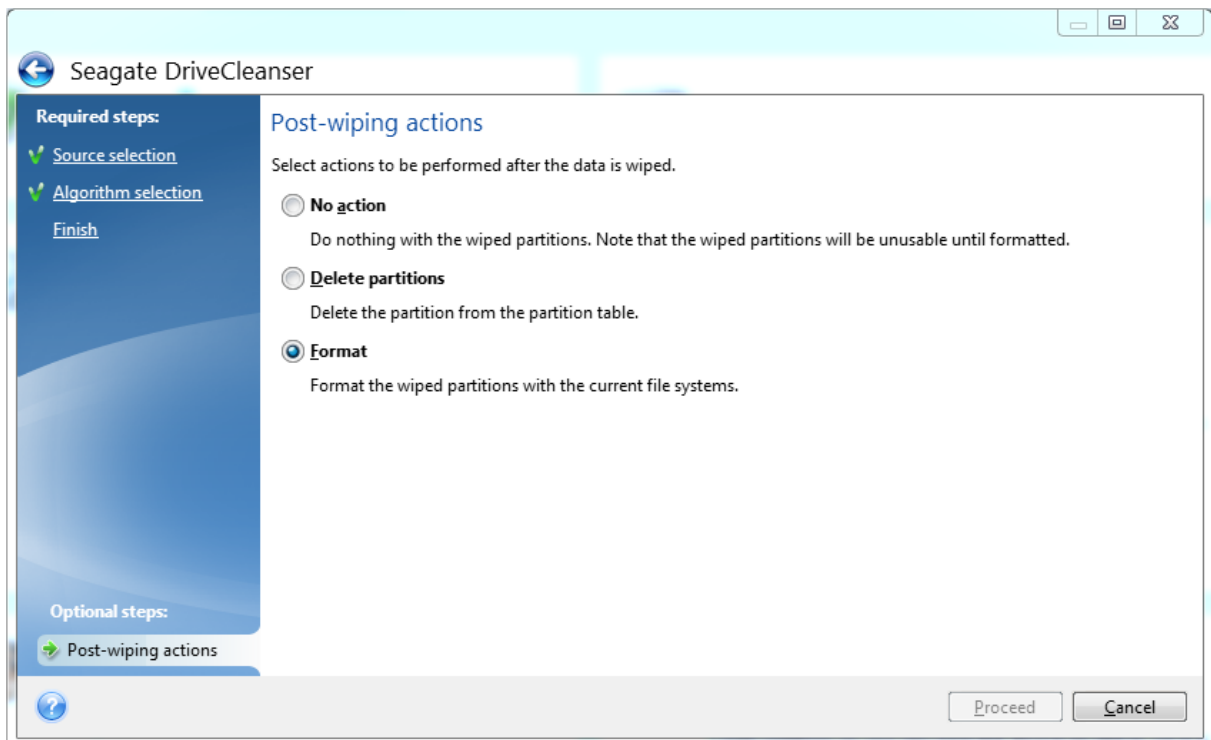 Seagate DriveCleanser
Required steps:
Source selection
Algorithm selection
Finish
Post-wiping actions
Select actions to be performed after the data is wiped.
No action
Do nothing with the wiped partitions. Note that the wiped partitions will be unusable until formatted.
Delete partitions
Delete the partition from the partition table.
Format
Format the wiped partitions with the current file systems.
Optional steps:
Post-wiping actions
?
Proceed
Cancel